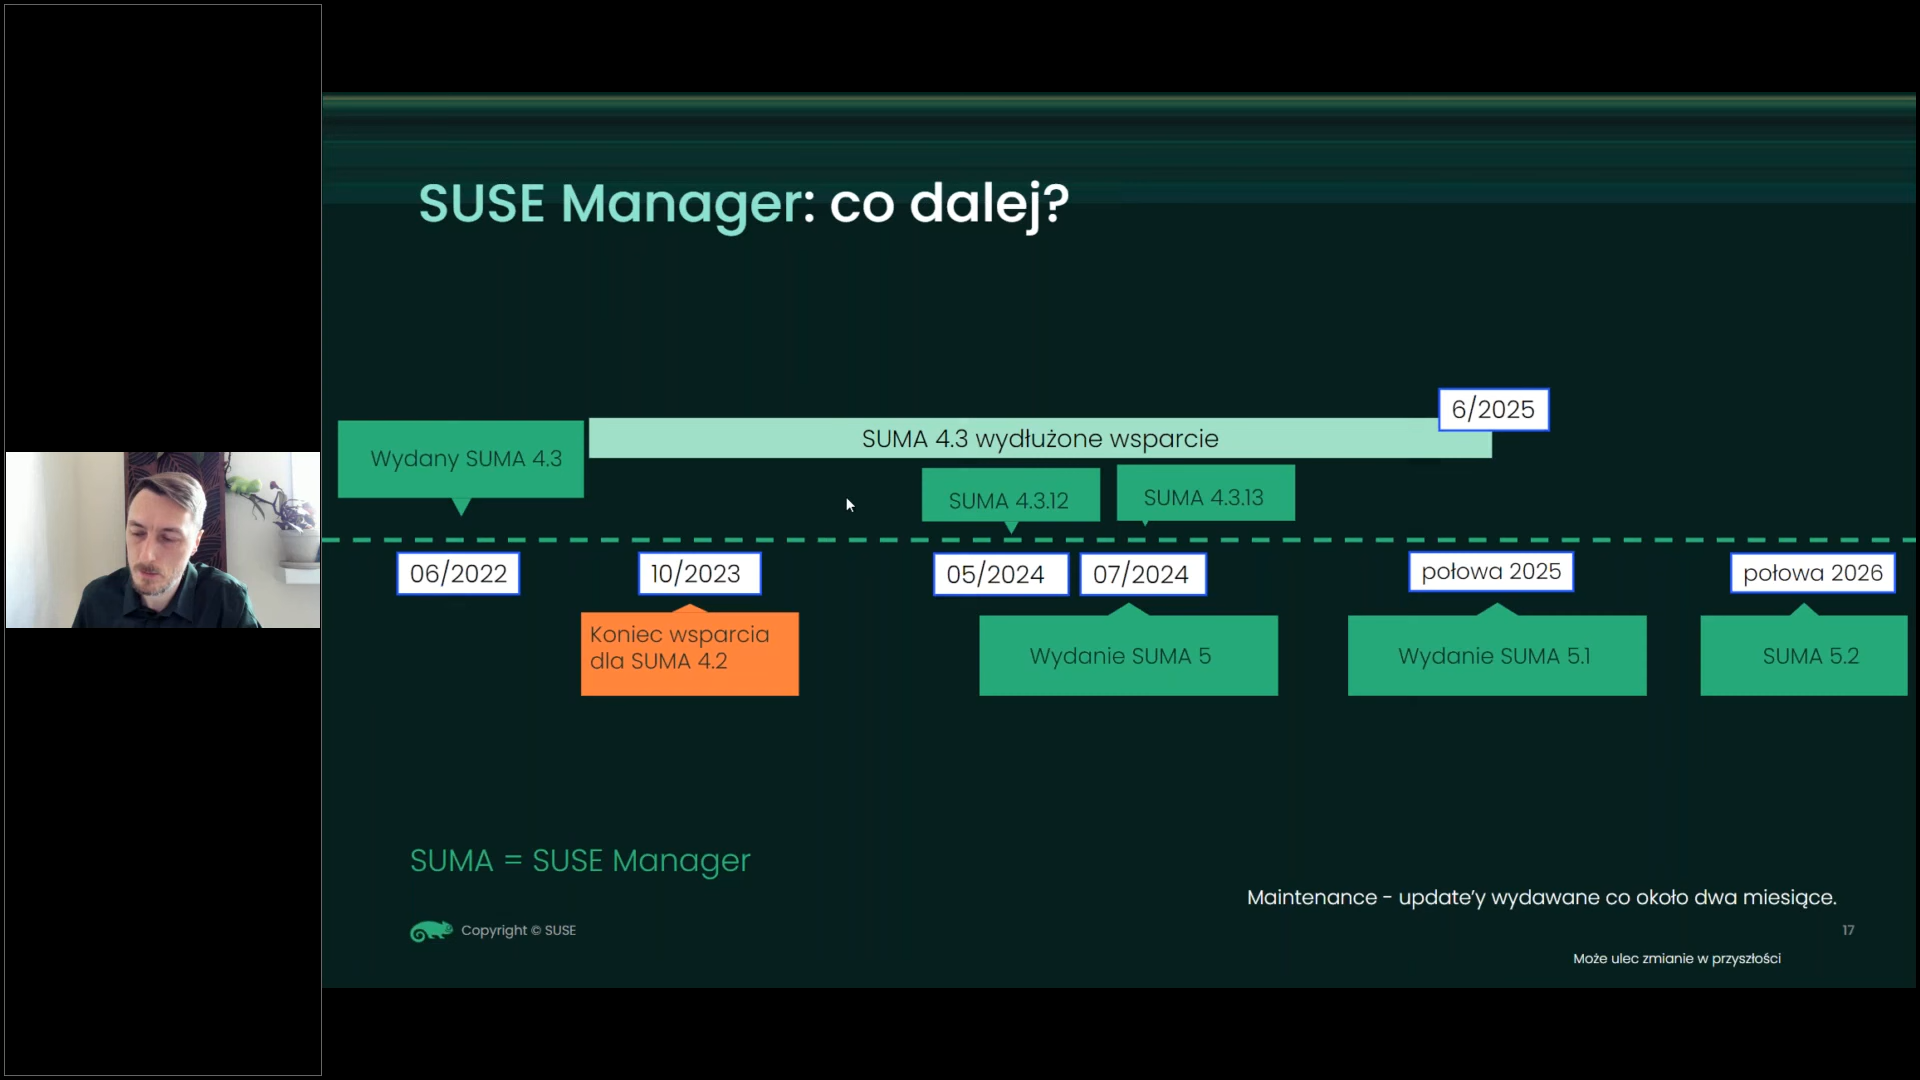 SUSE Manager: co dalej?
6/2025
SUMA 4.3 wydłużone wsparcie
Wydany SUMA 4.3
SUMA 4.3.12
SUMA 4.3.13
06/2022
10/2023
05/2024
07/2024
połowa 2025
połowa 2026
Koniec wsparcia
dla SUMA 4.2
Wydanie SUMA 5
Wydanie SUMA 5.1
SUMA 5.2
SUMA = SUSE Manager
Maintenance - update’y wydawane co około dwa miesiące.
Copyright © SUSE
17
Może ulec zmianie w przyszłości